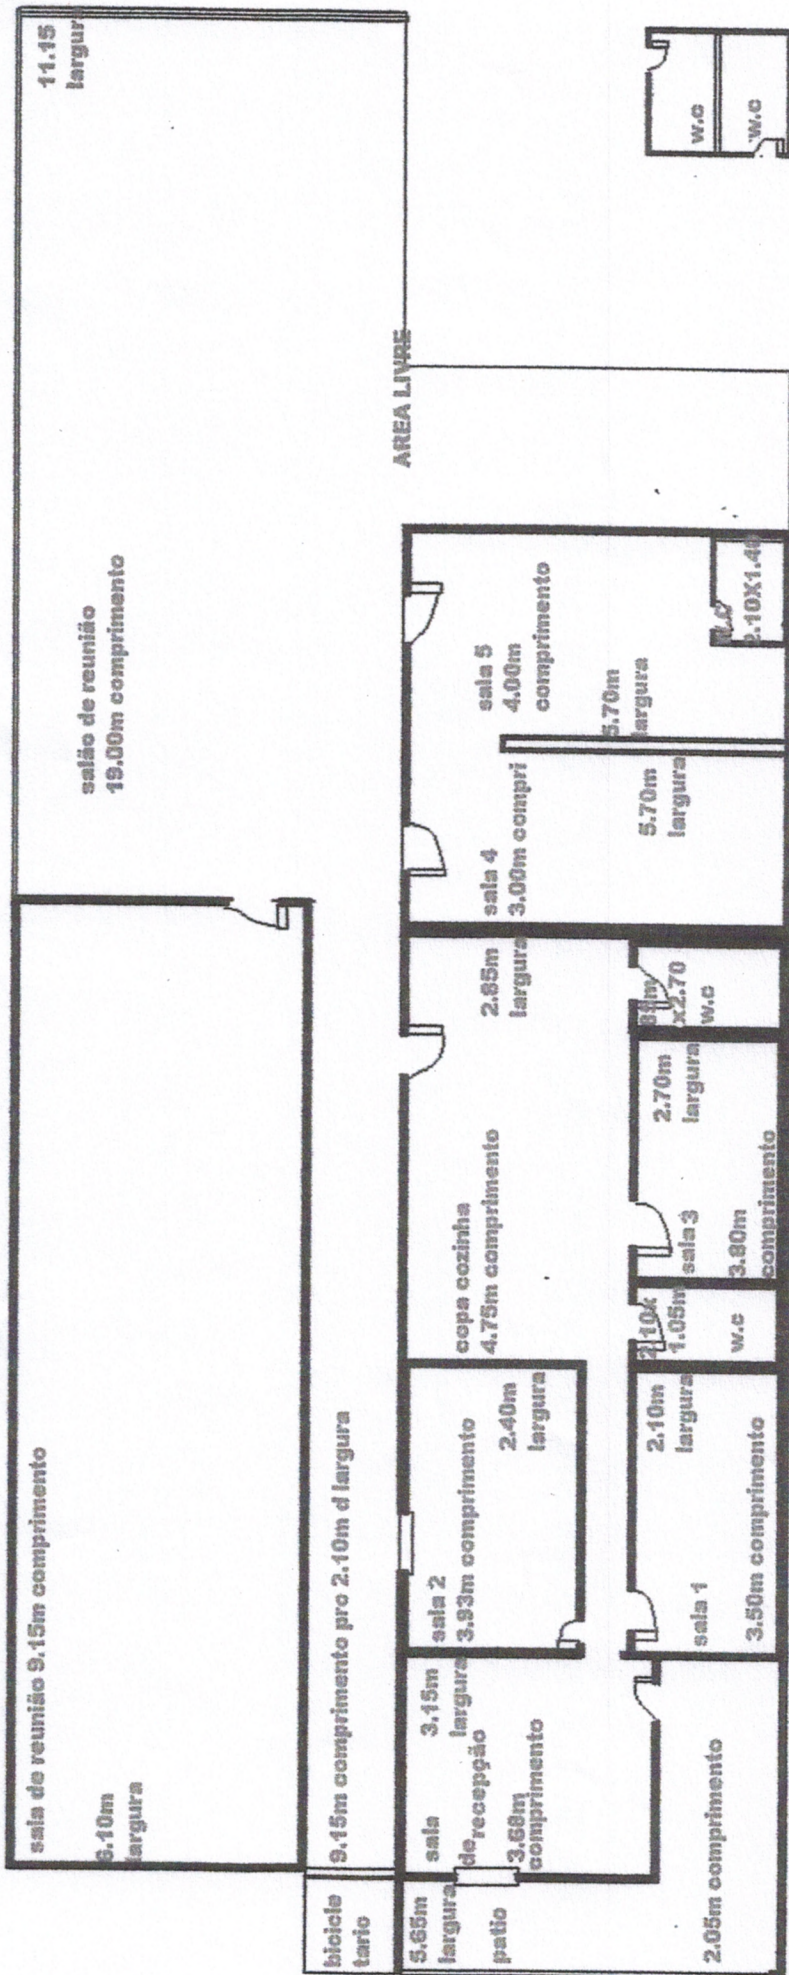 sala de reunião 9.15m comprimento
6.10m
largura
salão de reunião
19.00m comprimento
11.15
largura
bicicle
tario
9.15m comprimento pro 2.10m d largura
AREA LIVRE
5.65m
largura
patio
2.05m comprimento
sala
de recepção
3.68m
comprimento
3.15m
largura
sala 2
3.93m comprimento
2.40m
largura
copa cozinha
4.75m comprimento
2.85m
largura
sala 4
3.00m compri
5.70m
largura
sala 5
4.00m
comprimento
5.70m
largura
2.10X1.40
sala 1
3.50m comprimento
2.10m
largura
2.10x
1.05m
w.c
sala 3
3.80m
comprimento
2.70m
largura
x2.70
w.c
w.c
w.c